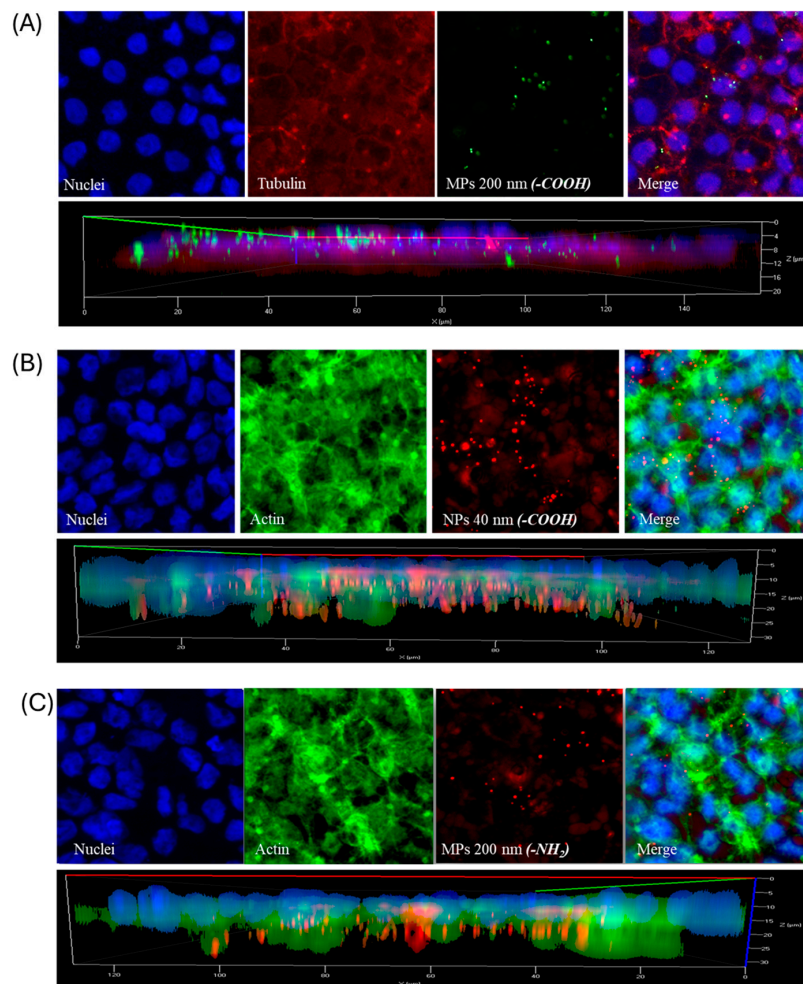 (A)
Nuclei Tubulin MPs 200 nm (-COOH) Merge
0
4
8
12
16
20
Z [µm]
0 20 40 60 80 100 120 140
X [µm]
(B)
Nuclei Actin NPs 40 nm (-COOH) Merge
0
5
10
15
20
25
30
Z [µm]
0 20 40 60 80 100 120
X [µm]
(C)
Nuclei Actin MPs 200 nm (-NH₂) Merge
0
5
10
15
20
25
30
120 100 80 60 40 20 0
X [µm]